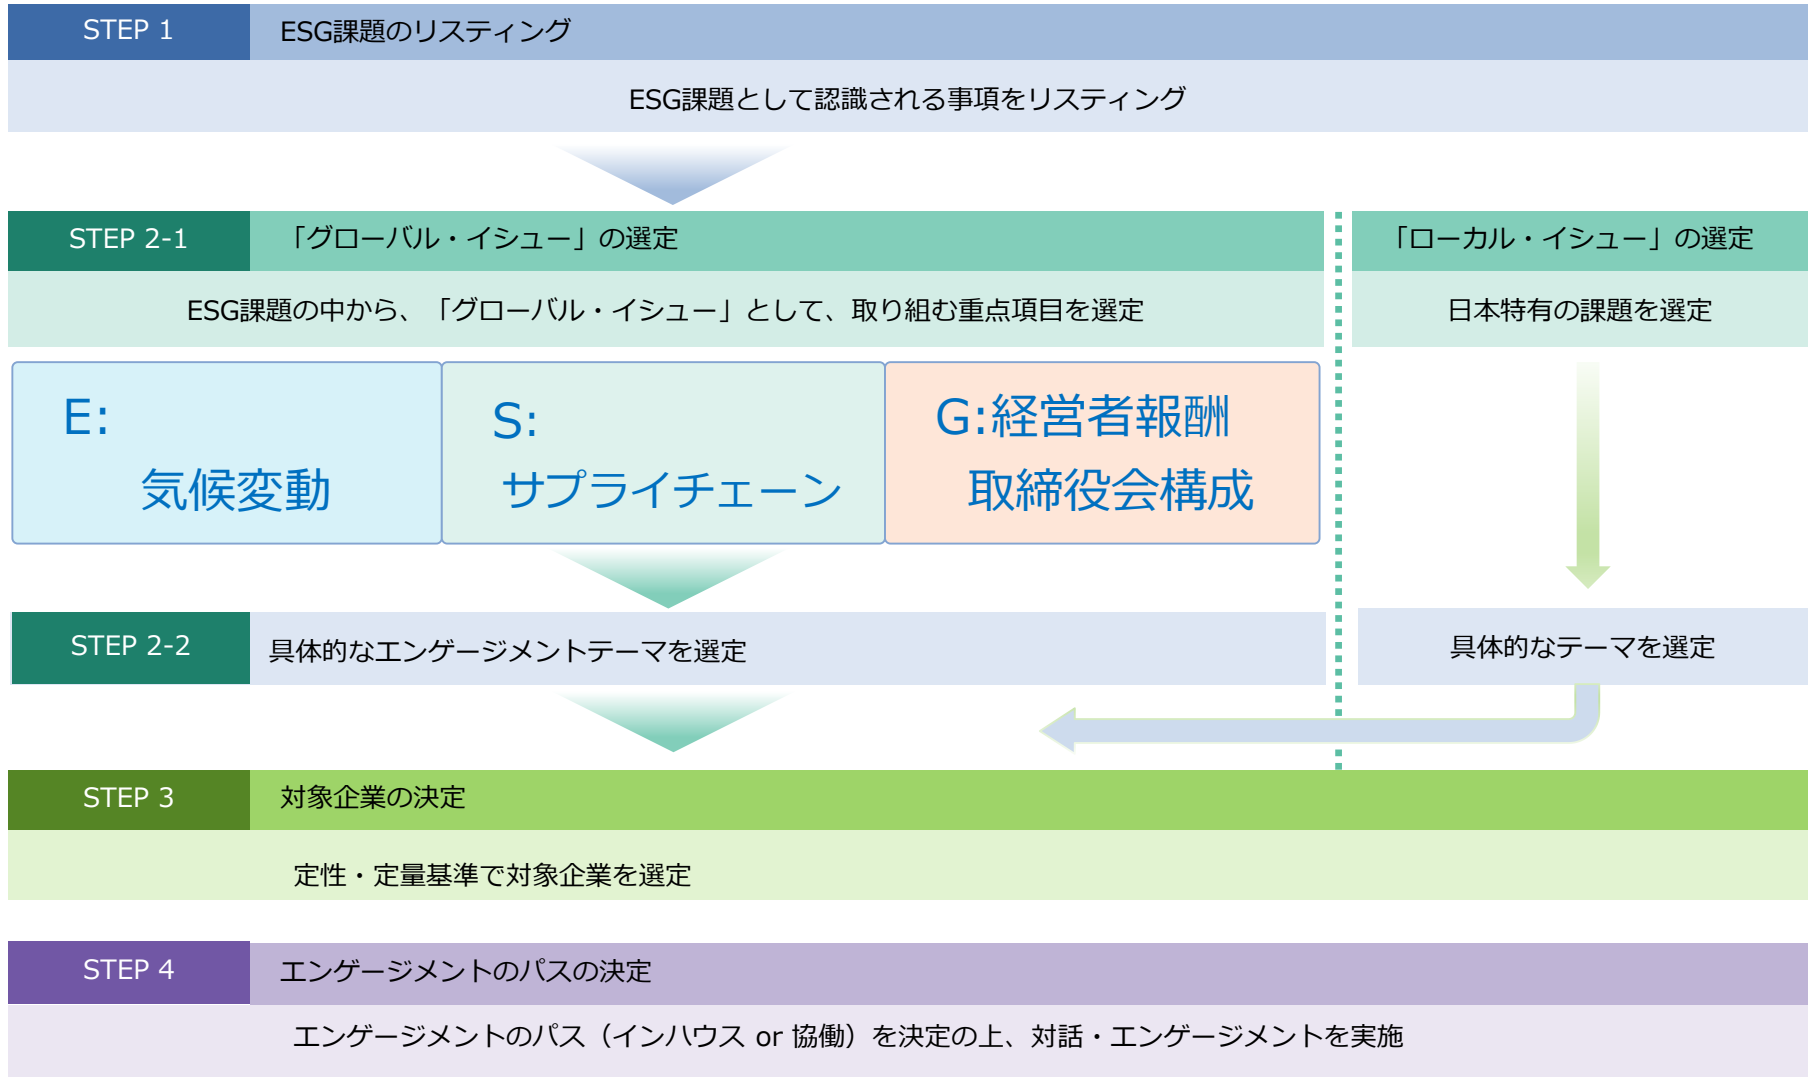 STEP 1
ESG課題のリスティング
ESG課題として認識される事項をリスティング
STEP 2-1
「グローバル・イシュー」の選定
「ローカル・イシュー」の選定
ESG課題の中から、「グローバル・イシュー」として、取り組む重点項目を選定
日本特有の課題を選定
E:
気候変動
S:
サプライチェーン
G:経営者報酬
取締役会構成
STEP 2-2
具体的なエンゲージメントテーマを選定
具体的なテーマを選定
STEP 3
対象企業の決定
定性・定量基準で対象企業を選定
STEP 4
エンゲージメントのパスの決定
エンゲージメントのパス（インハウス or 協働）を決定の上、対話・エンゲージメントを実施